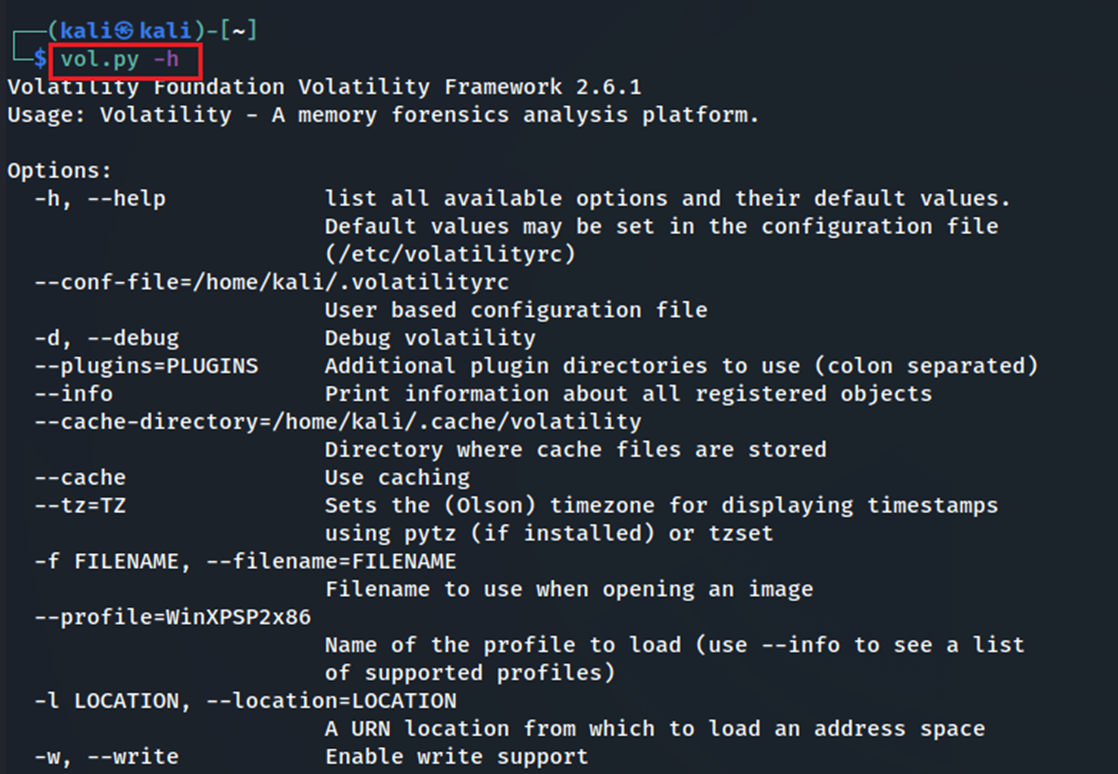 (kali㉿kali)-[~]
$ vol.py -h
Volatility Foundation Volatility Framework 2.6.1
Usage: Volatility - A memory forensics analysis platform.
Options:
-h, --help list all available options and their default values.
Default values may be set in the configuration file
(/etc/volatilityrc)
--conf-file=/home/kali/.volatilityrc
User based configuration file
-d, --debug Debug volatility
--plugins=PLUGINS Additional plugin directories to use (colon separated)
--info Print information about all registered objects
--cache-directory=/home/kali/.cache/volatility
Directory where cache files are stored
--cache Use caching
--tz=TZ Sets the (Olson) timezone for displaying timestamps
using pytz (if installed) or tzset
-f FILENAME, --filename=FILENAME
Filename to use when opening an image
--profile=WinXPSP2x86
Name of the profile to load (use --info to see a list
of supported profiles)
-l LOCATION, --location=LOCATION
A URN location from which to load an address space
-w, --write Enable write support